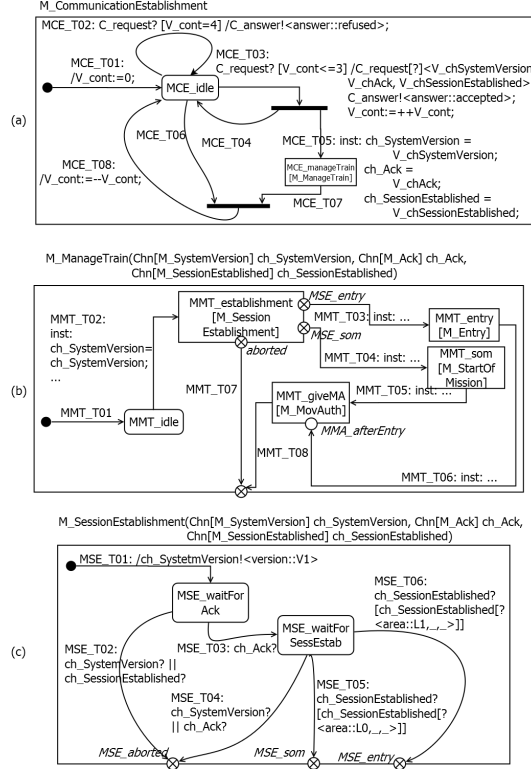 M_CommunicationEstablishment
MCE_T02: C_request? [V_cont=4] /C_answer!<answer::refused>;
MCE_T01:
/V_cont:=0;
MCE_idle
MCE_T03:
C_request? [V_cont<=3] /C_request[?]<V_chSystemVersion
V_chAck, V_chSessionEstablished>
C_answer!<answer::accepted>;
V_cont:=++V_cont;
(a)
MCE_T06
MCE_T04
MCE_T05: inst: ch_SystemVersion =
V_chSystemVersion;
ch_Ack =
V_chAck;
ch_SessionEstablished =
V_chSessionEstablished;
MCE_manageTrain
[M_ManageTrain]
MCE_T08:
/V_cont:=--V_cont;
MCE_T07
M_ManageTrain(Chn[M_SystemVersion] ch_SystemVersion, Chn[M_Ack] ch_Ack,
Chn[M_SessionEstablished] ch_SessionEstablished)
MMT_T02:
inst:
ch_SystemVersion=
ch_SystemVersion;
...
MMT_establishment
[M_Session
Establishment]
MSE_entry
MMT_T03: inst: ...
MMT_entry
[M_Entry]
MSE_som
aborted
MMT_T04: inst: ...
MMT_som
[M_StartOf
Mission]
(b)
MMT_T07
MMT_T05: inst: ...
MMT_giveMA
[M_MovAuth]
MMT_T01
MMT_idle
MMA_afterEntry
MMT_T08
MMT_T06: inst: ...
M_SessionEstablishment(Chn[M_SystemVersion] ch_SystemVersion, Chn[M_Ack] ch_Ack,
Chn[M_SessionEstablished] ch_SessionEstablished)
MSE_T01: /ch_SystetmVersion!<version::V1>
MSE_waitFor
Ack
MSE_T06:
ch_SessionEstablished?
[ch_SessionEstablished[?
<area::L1,_,_>]]
MSE_waitFor
SessEstab
MSE_T03: ch_Ack?
(c)
MSE_T02:
ch_SystemVersion? ||
ch_SessionEstablished?
MSE_T04:
ch_SystemVersion?
|| ch_Ack?
MSE_T05:
ch_SessionEstablished?
[ch_SessionEstablished[?
<area::L0,_,_>]]
MSE_aborted
MSE_som
MSE_entry